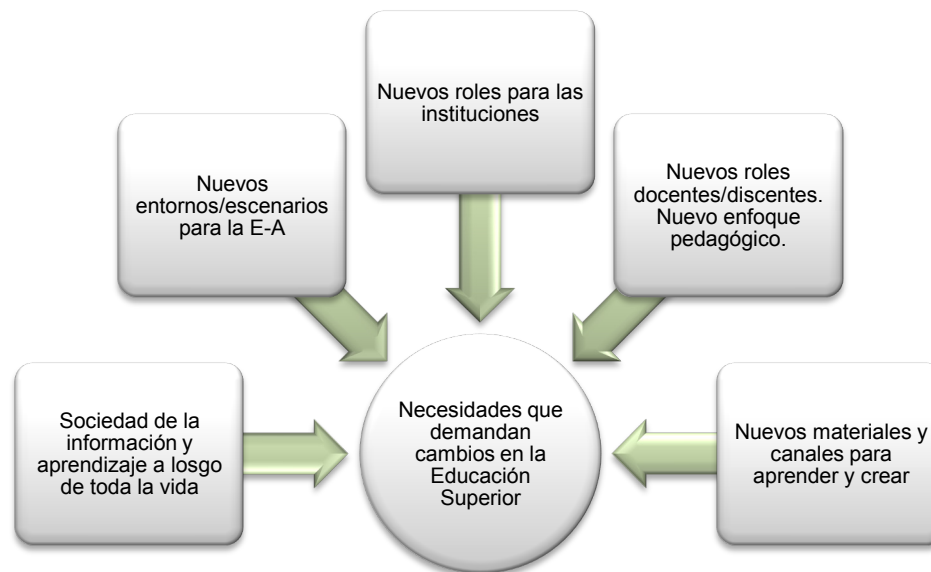 Nuevos roles para las
instituciones
Nuevos
entornos/escenarios
para la E-A
Nuevos roles
docentes/discentes.
Nuevo enfoque
pedagógico.
Sociedad de la
información y
aprendizaje a losgo
de toda la vida
Necesidades que
demandan
cambios en la
Educación
Superior
Nuevos materiales y
canales para
aprender y crear